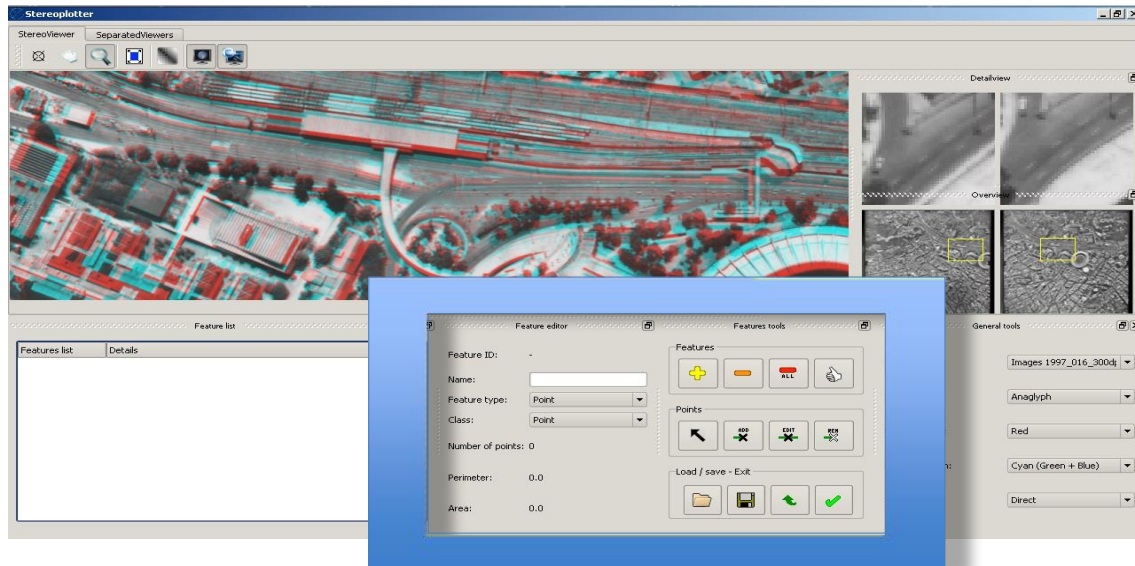 Stereoplotter
StereoViewer SeparatedViewers
Detailview
Overview
Feature list
Features list Details
Feature editor
Feature ID: -
Name:
Feature type: Point
Class: Point
Number of points: 0
Perimeter: 0.0
Area: 0.0
Features tools
Features
ALL
Points
ADD EDIT REM
Load / save - Exit
General tools
Images 1997_016_300dp
Anaglyph
Red
n: Cyan (Green + Blue)
Direct